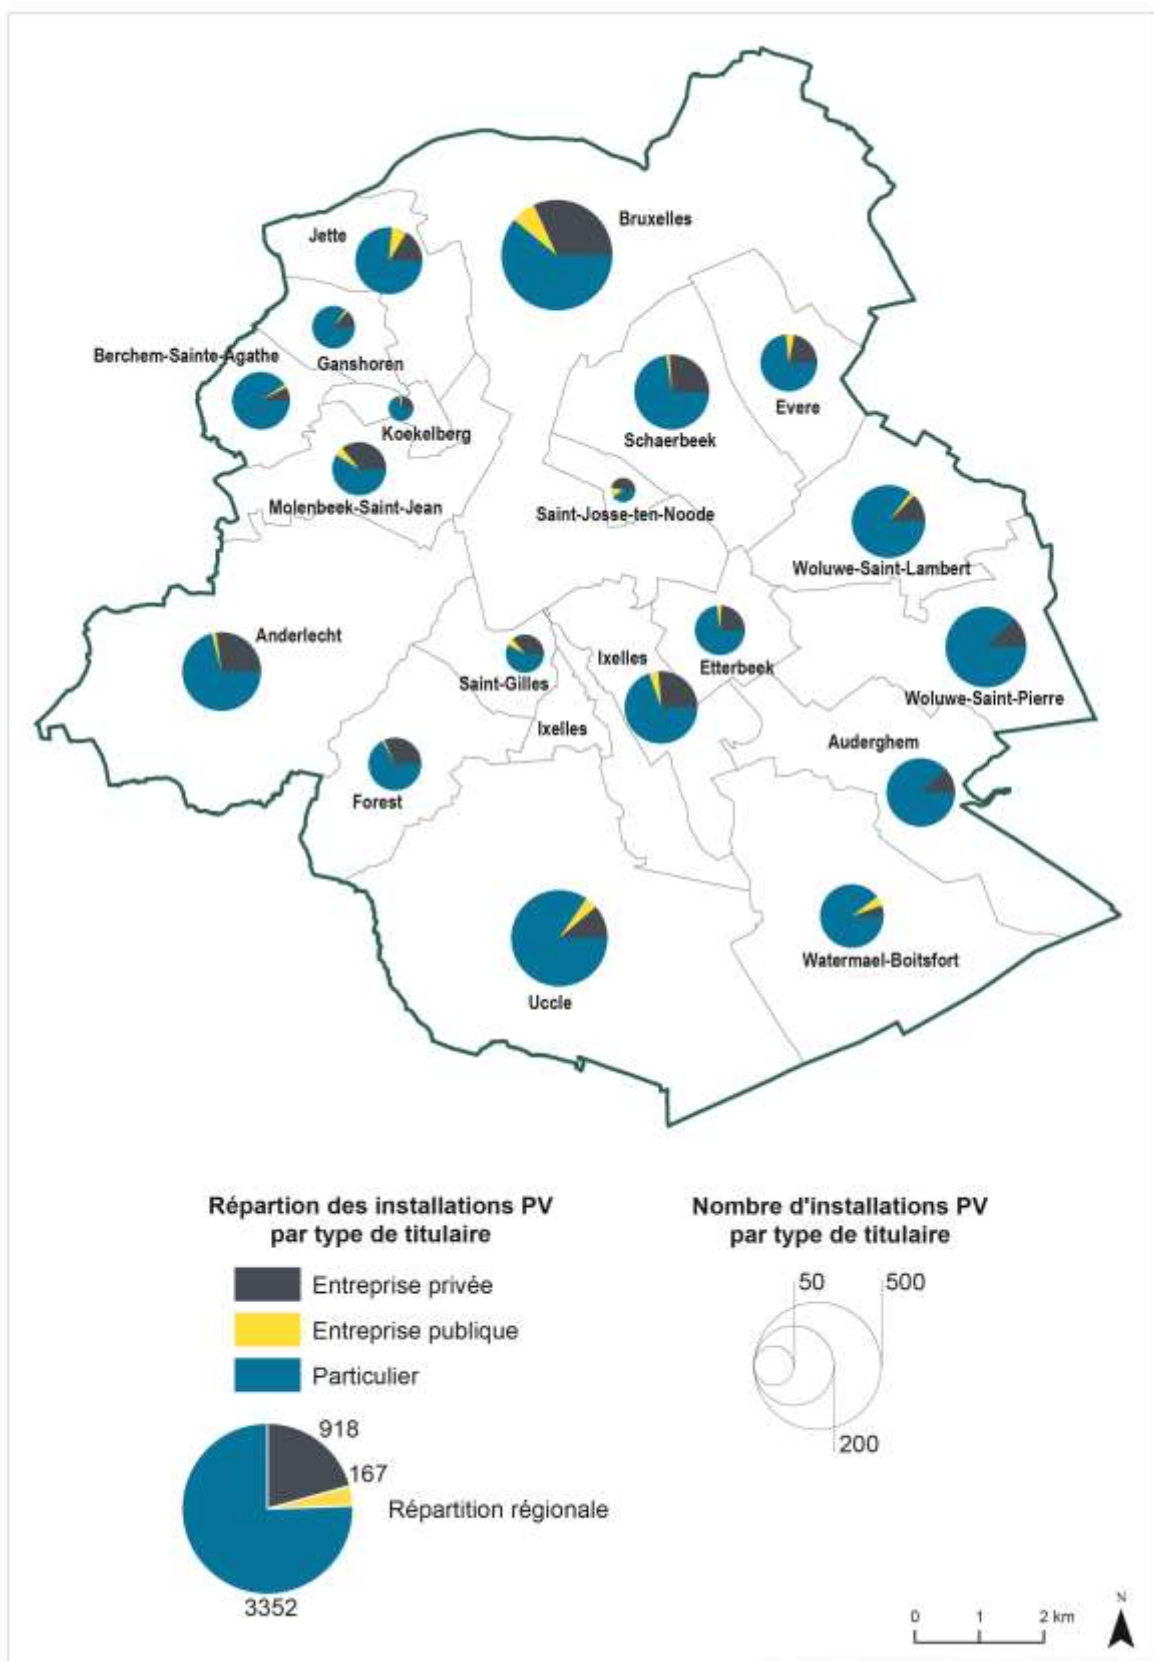 Bruxelles
Jette
Berchem-Sainte-Agathe
Ganshoren
Koekelberg
Evere
Schaerbeek
Molenbeek-Saint-Jean
Saint-Josse-ten-Noode
Woluwe-Saint-Lambert
Anderlecht
Ixelles
Etterbeek
Saint-Gilles
Woluwe-Saint-Pierre
Ixelles
Auderghem
Forest
Watermael-Boitsfort
Uccle
Répartion des installations PV
par type de titulaire
Entreprise privée
Entreprise publique
Particulier
918
167
Répartition régionale
3352
Nombre d'installations PV
par type de titulaire
50
500
200
0 1 2 km
N